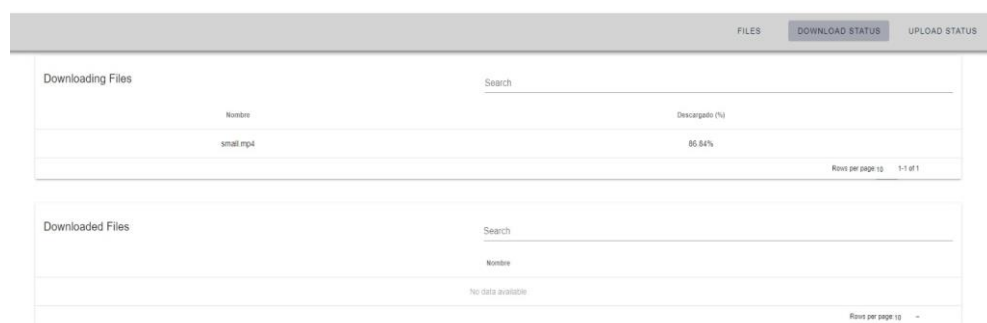 FILES DOWNLOAD STATUS UPLOAD STATUS
Downloading Files
Search
Nombre Descargado (%)
small.mp4 86.84%
Rows per page: 10 1-1 of 1
Downloaded Files
Search
Nombre
No data available
Rows per page: 10 –